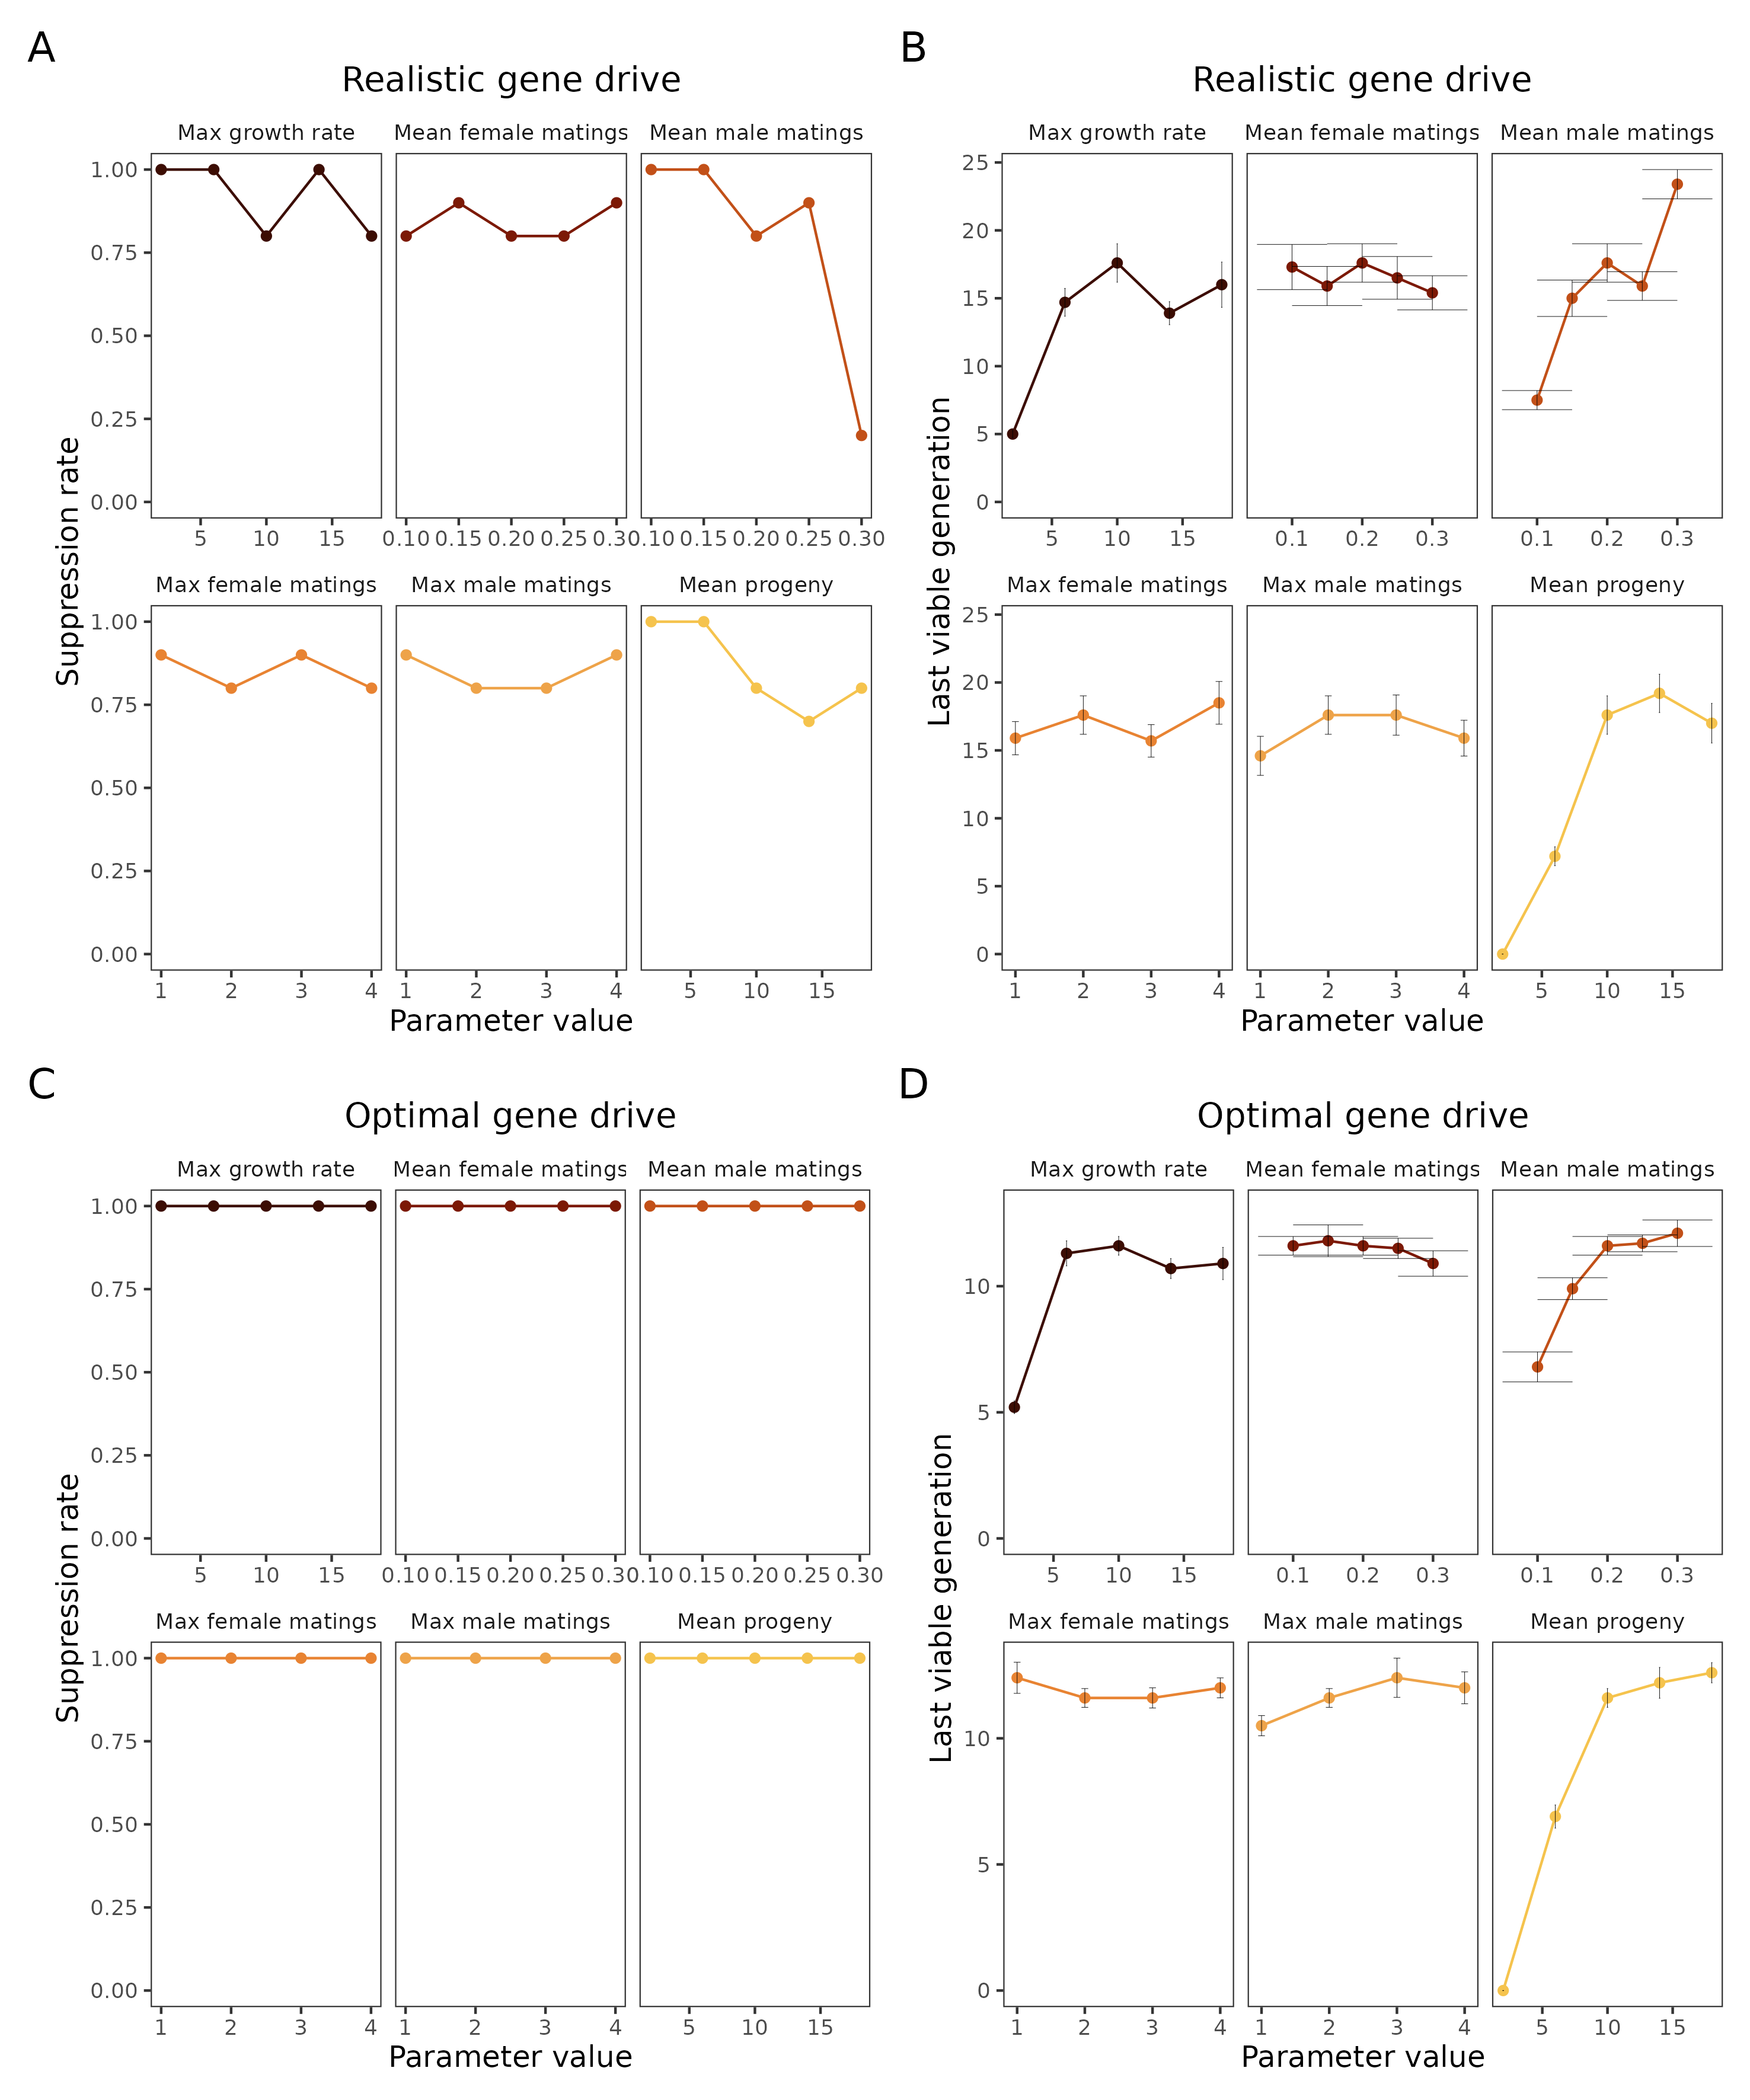 A
Realistic gene drive
Max growth rate Mean female matings Mean male matings
1.00
0.75
0.50
0.25
0.00
5 10 15 0.10 0.15 0.20 0.25 0.30 0.10 0.15 0.20 0.25 0.30
Max female matings Max male matings Mean progeny
1.00
0.75
0.50
0.25
0.00
1 2 3 4 1 2 3 4 5 10 15
Suppression rate
Parameter value
B
Realistic gene drive
Max growth rate Mean female matings Mean male matings
25
20
15
10
5
0
5 10 15 0.1 0.2 0.3 0.1 0.2 0.3
Max female matings Max male matings Mean progeny
25
20
15
10
5
0
1 2 3 4 1 2 3 4 5 10 15
Last viable generation
Parameter value
C
Optimal gene drive
Max growth rate Mean female matings Mean male matings
1.00
0.75
0.50
0.25
0.00
5 10 15 0.10 0.15 0.20 0.25 0.30 0.10 0.15 0.20 0.25 0.30
Max female matings Max male matings Mean progeny
1.00
0.75
0.50
0.25
0.00
1 2 3 4 1 2 3 4 5 10 15
Suppression rate
Parameter value
D
Optimal gene drive
Max growth rate Mean female matings Mean male matings
10
5
0
5 10 15 0.1 0.2 0.3 0.1 0.2 0.3
Max female matings Max male matings Mean progeny
10
5
0
1 2 3 4 1 2 3 4 5 10 15
Last viable generation
Parameter value